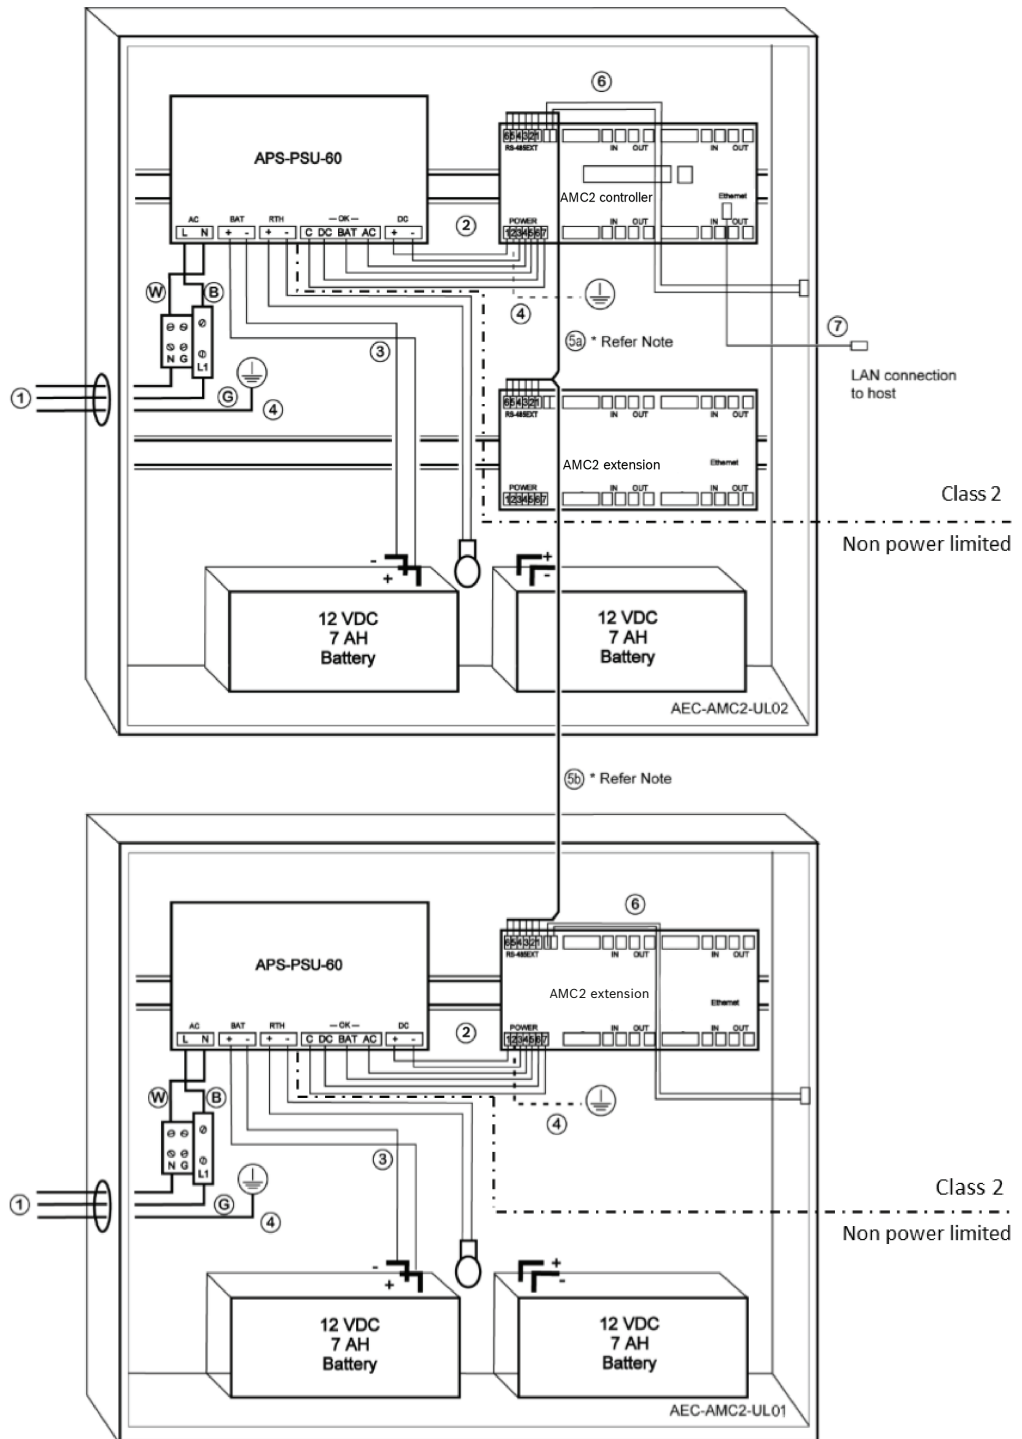 6
APS-PSU-60
654321
RS-485EXT
IN OUT
IN OUT
AMC2 controller
Ethernet
AC BAT RTH —OK— DC
L N + - + - C DC BAT AC + -
2
POWER
1234567
IN OUT
IN OUT
W
B
4
5a * Refer Note
7
3
N G
L1
LAN connection
to host
1
G
4
654321
RS-485EXT
IN OUT
IN OUT
AMC2 extension
Ethernet
POWER
1234567
IN OUT
IN OUT
Class 2
Non power limited
-
+
+
-
12 VDC
7 AH
Battery
12 VDC
7 AH
Battery
AEC-AMC2-UL02
5b * Refer Note
6
APS-PSU-60
654321
RS-485EXT
IN OUT
IN OUT
AMC2 extension
Ethernet
AC BAT RTH —OK— DC
L N + - + - C DC BAT AC + -
2
POWER
1234567
IN OUT
IN OUT
W
B
4
3
N G
L1
1
G
4
Class 2
Non power limited
-
+
+
-
12 VDC
7 AH
Battery
12 VDC
7 AH
Battery
AEC-AMC2-UL01